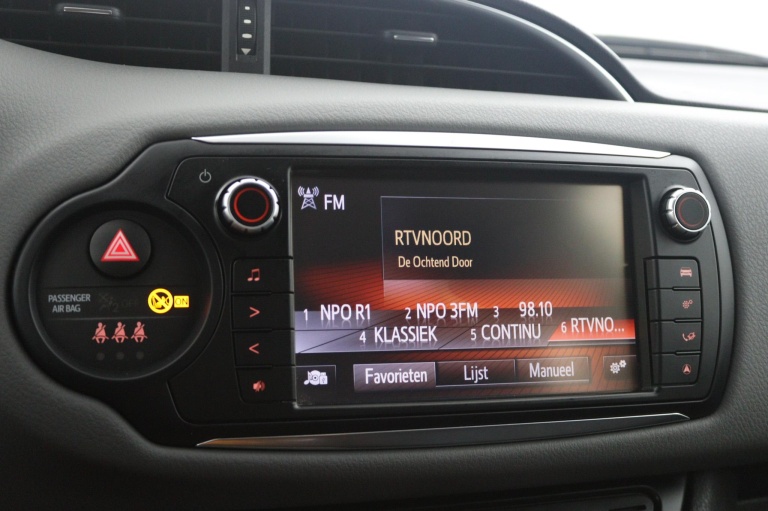 FM
RTVNOORD
De Ochtend Door
1 NPO R1 2 NPO 3FM 3 98.10
4 KLASSIEK 5 CONTINU 6 RTVNO...
Favorieten Lijst Manueel
PASSENGER
AIR BAG
ON